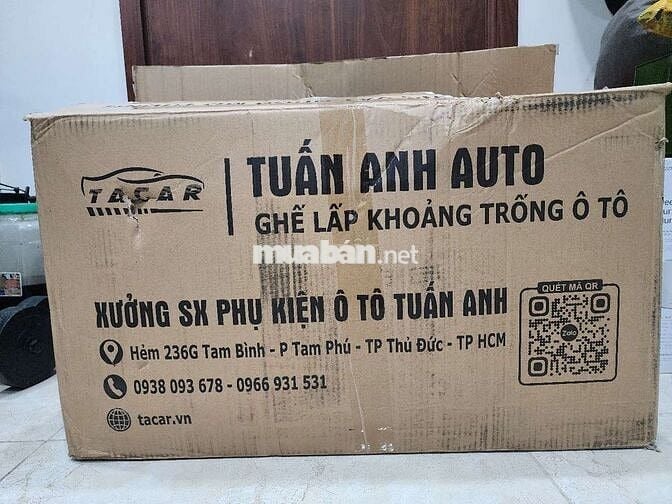 TACAR
TUẤN ANH AUTO
GHẾ LẤP KHOẢNG TRỐNG Ô TÔ
muaban.net
XƯỞNG SX PHỤ KIỆN Ô TÔ TUẤN ANH
Hẻm 236G Tam Bình - P Tam Phú - TP Thủ Đức - TP HCM
0938 093 678 - 0966 931 531
tacar.vn
QUÉT MÃ QR
Zalo